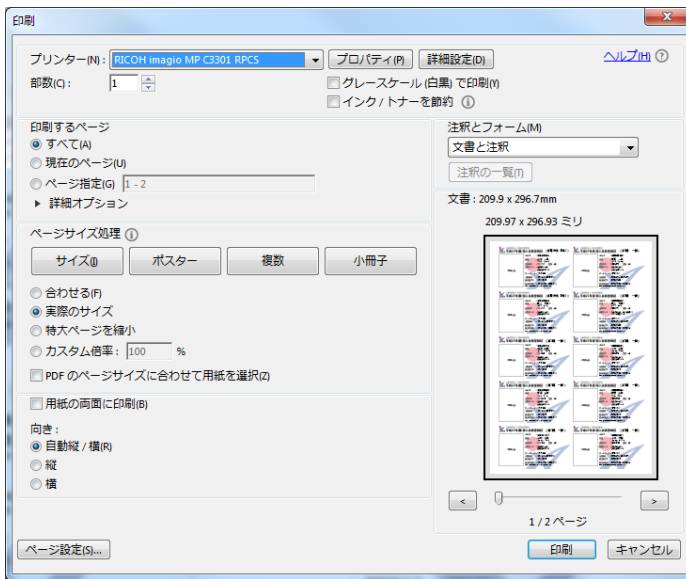 印刷
プリンター(N): RICOH imagio MP C3301 RPCS プロパティ(P) 詳細設定(D) ヘルプ(H)
部数(C): 1 グレースケール (白黒) で印刷(Y)
インク / トナーを節約
印刷するページ
すべて(A)
現在のページ(U)
ページ指定(G) 1 - 2
詳細オプション
ページサイズ処理
サイズ(I) ポスター 複数 小冊子
合わせる(F)
実際のサイズ
特大ページを縮小
カスタム倍率: 100 %
PDF のページサイズに合わせて用紙を選択(Z)
用紙の両面に印刷(B)
向き:
自動縦 / 横(R)
縦
横
注釈とフォーム(M)
文書と注釈
注釈の一覧(T)
文書: 209.9 x 296.7mm
209.97 x 296.93 ミリ
< >
1 / 2 ページ
ページ設定(S)... 印刷 キャンセル